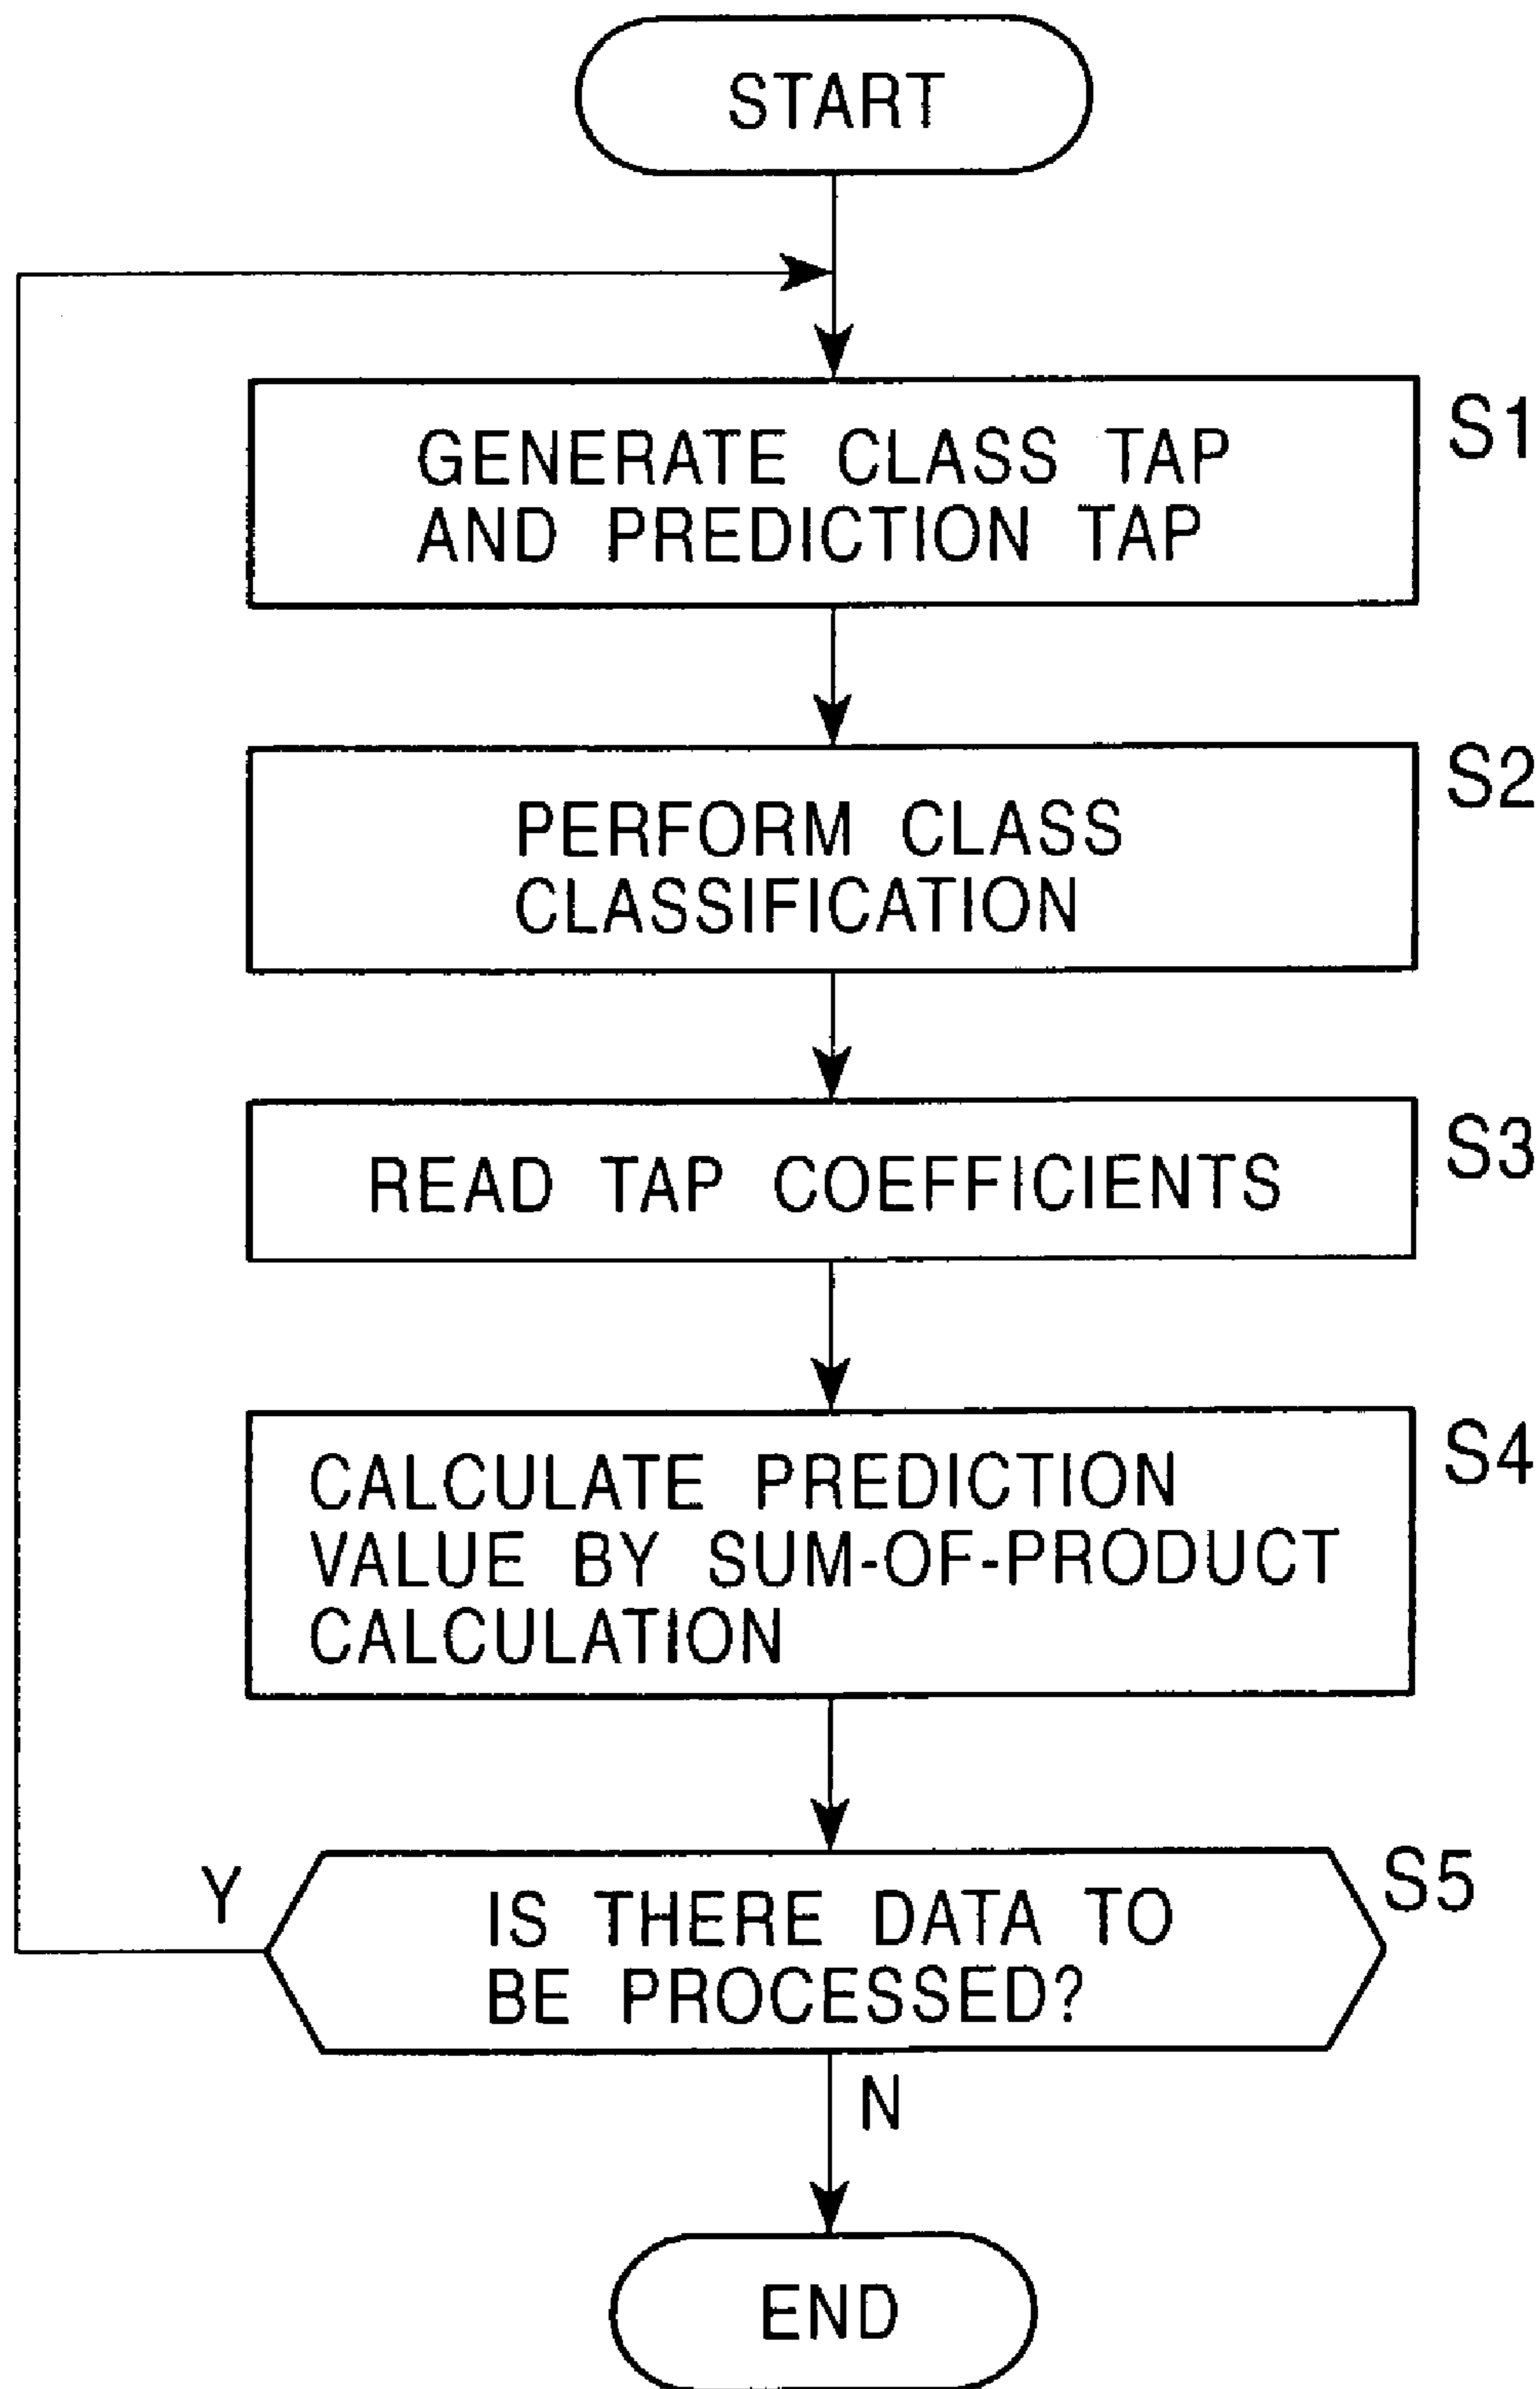 START
GENERATE CLASS TAP
AND PREDICTION TAP
S1
PERFORM CLASS
CLASSIFICATION
S2
READ TAP COEFFICIENTS
S3
CALCULATE PREDICTION
VALUE BY SUM-OF-PRODUCT
CALCULATION
S4
Y
IS THERE DATA TO
BE PROCESSED?
S5
N
END